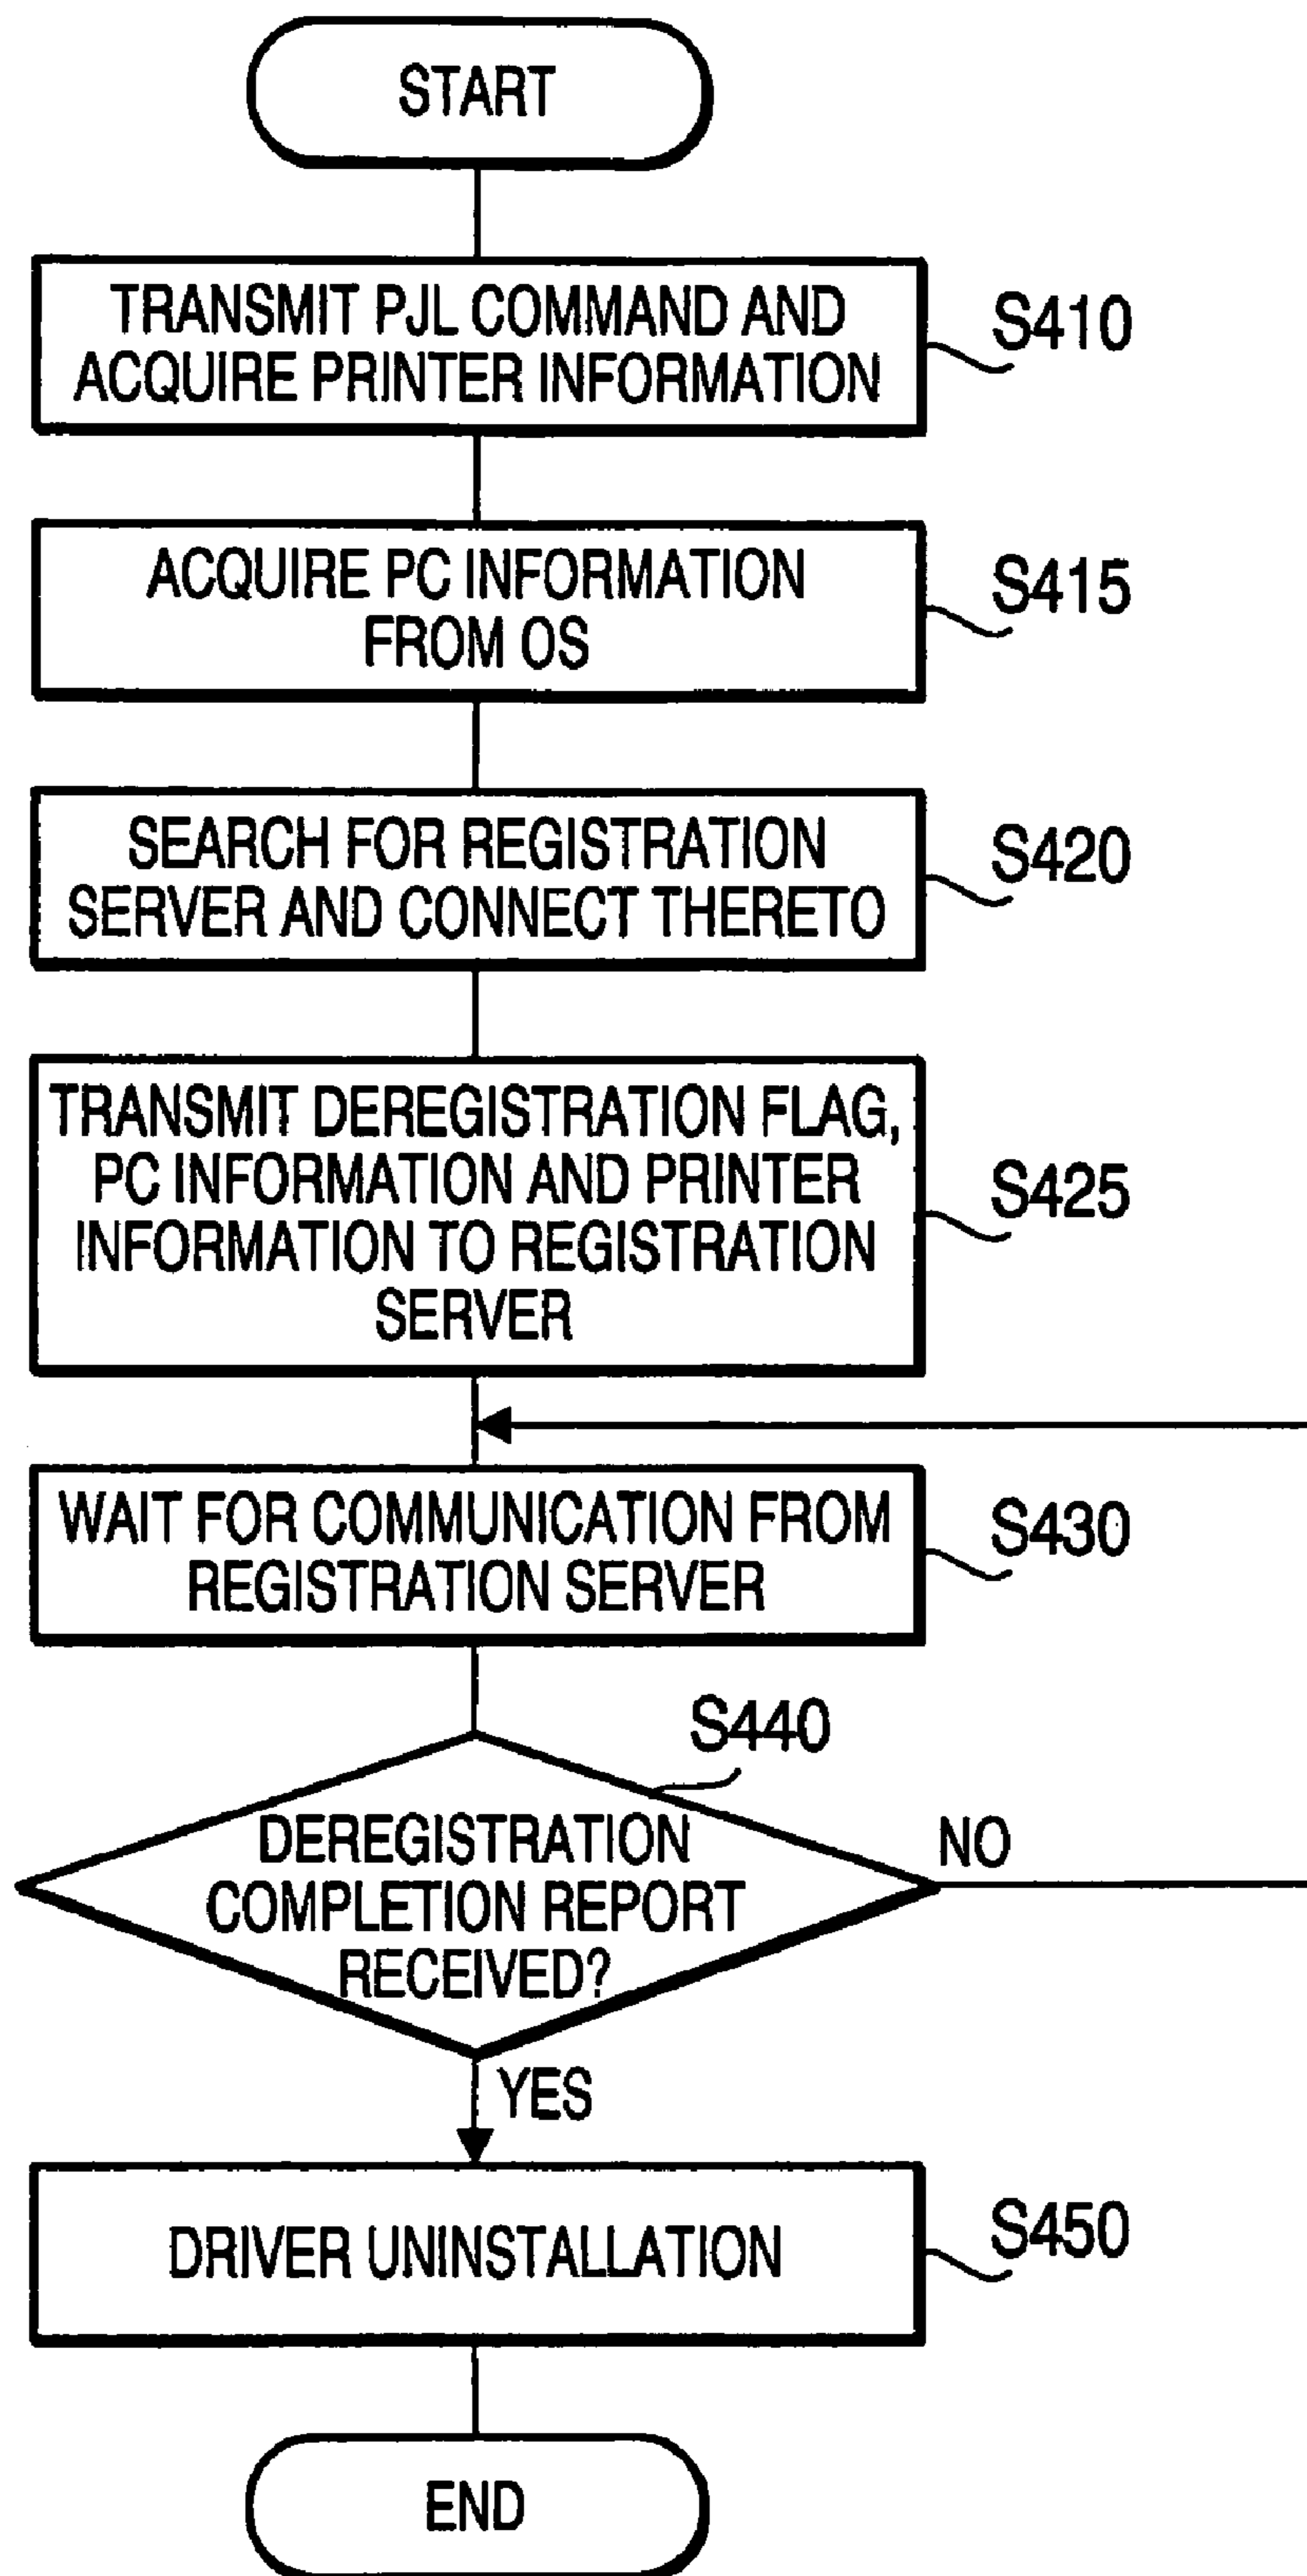 START
TRANSMIT PJL COMMAND AND
ACQUIRE PRINTER INFORMATION
S410
ACQUIRE PC INFORMATION
FROM OS
S415
SEARCH FOR REGISTRATION
SERVER AND CONNECT THERETO
S420
TRANSMIT DEREGISTRATION FLAG,
PC INFORMATION AND PRINTER
INFORMATION TO REGISTRATION
SERVER
S425
WAIT FOR COMMUNICATION FROM
REGISTRATION SERVER
S430
S440
DEREGISTRATION
COMPLETION REPORT
RECEIVED?
NO
YES
DRIVER UNINSTALLATION
S450
END